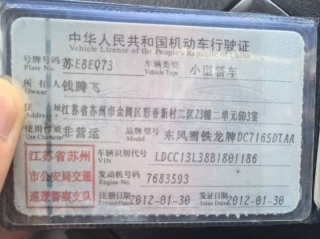 中华人民共和国机动车行驶证
Vehicle License of the People's Republic of China
号牌号码 苏E8EQ73 车辆类型 小型轿车
Plate No. Vehicle Type
所有人 钱腾飞
Owner
住址 江苏省苏州市金阊区彩香新村二区23幢二单元603室
使用性质 非营运 品牌型号 东风雪铁龙牌DC7165DTAA
江苏省苏州市公安局交通巡逻警察支队
车辆识别代号 LDCC13L38B1801186
VIN
发动机号码 7683593
Engine No.
注册日期 2012-01-30 发证日期 2012-01-30
Register Date Issue Date